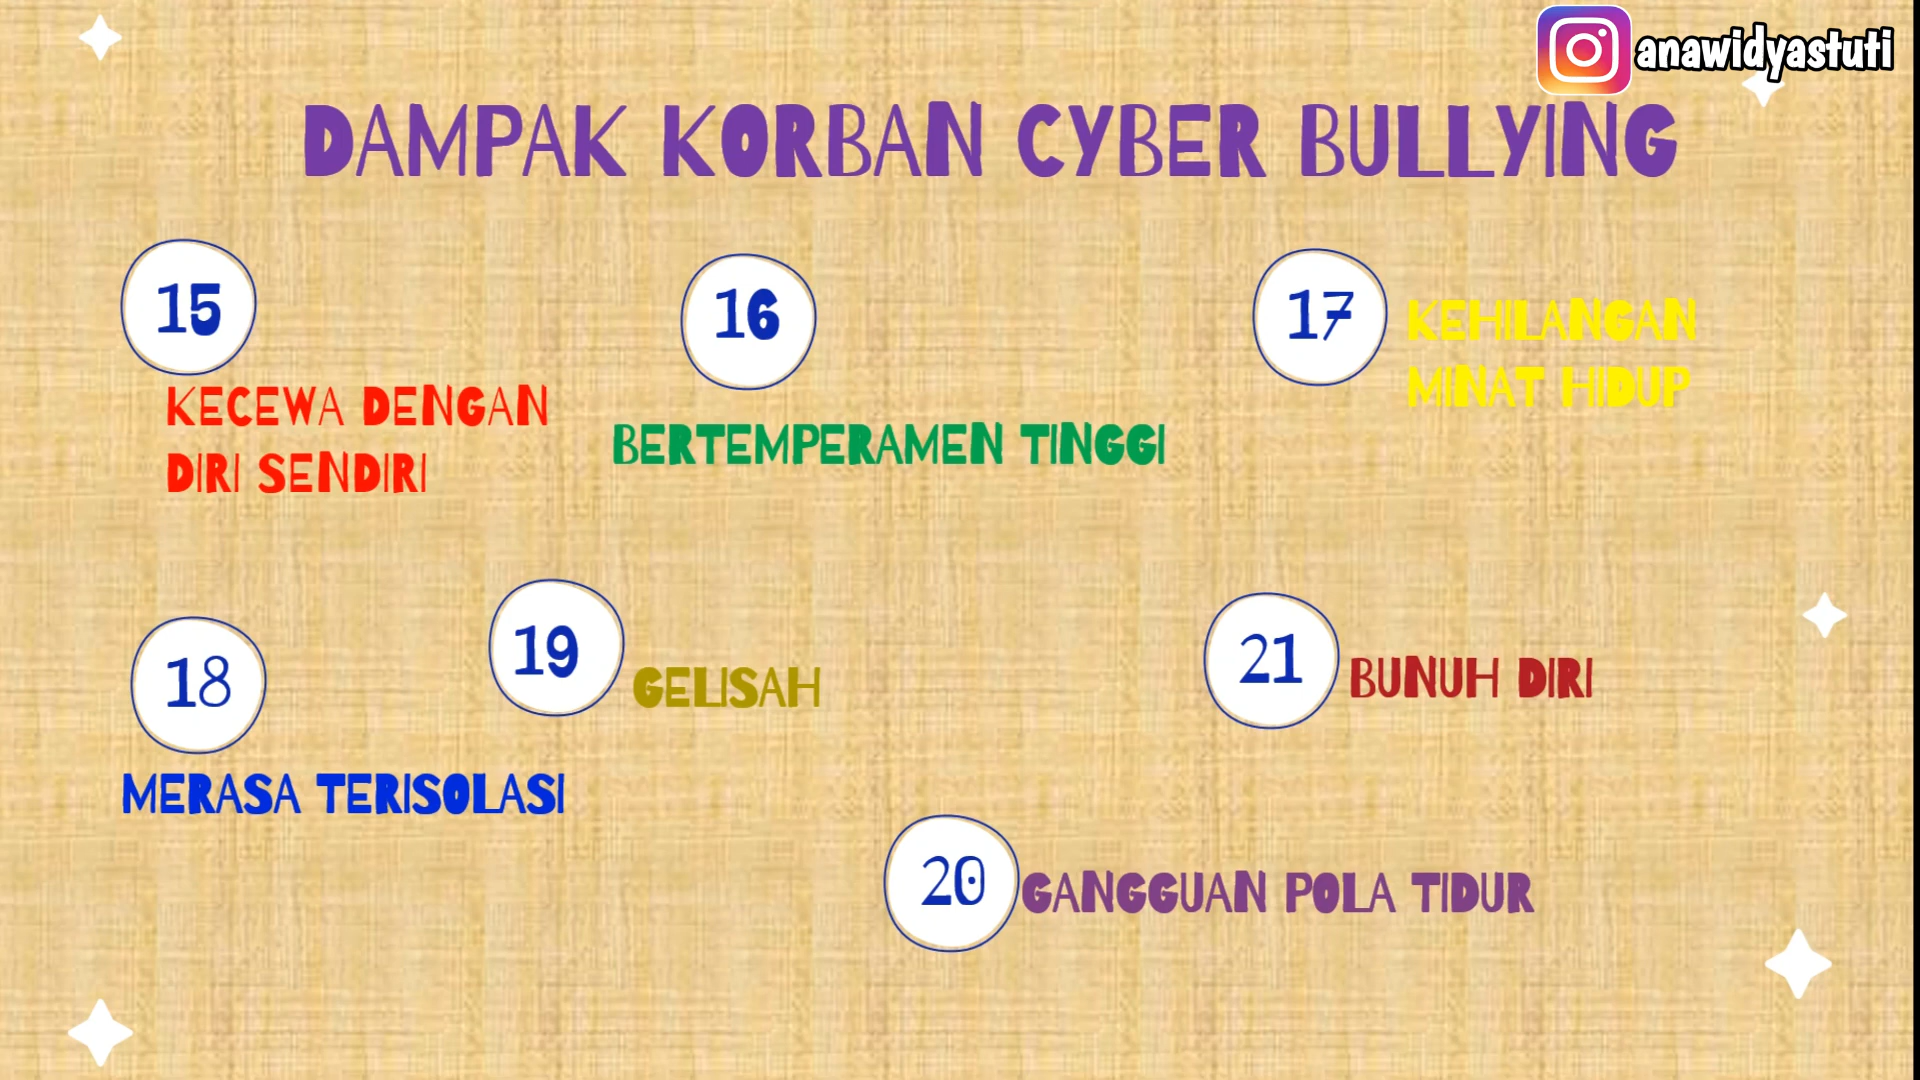 anawidyastuti
DAMPAK KORBAN CYBER BULLYING
15
KECEWA DENGAN
DIRI SENDIRI
16
BERTEMPERAMEN TINGGI
17
KEHILANGAN
MINAT HIDUP
18
MERASA TERISOLASI
19
GELISAH
20
GANGGUAN POLA TIDUR
21
BUNUH DIRI